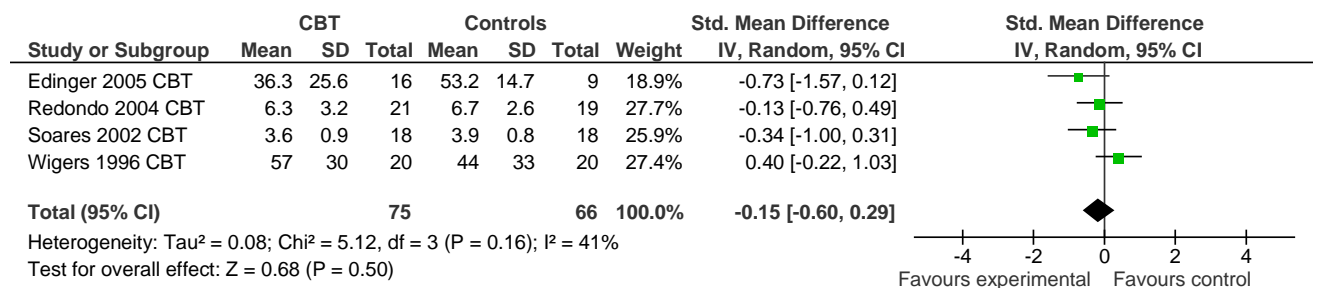 CBT Controls Std. Mean Difference Std. Mean Difference
Study or Subgroup Mean SD Total Mean SD Total Weight IV, Random, 95% CI IV, Random, 95% CI
Edinger 2005 CBT 36.3 25.6 16 53.2 14.7 9 18.9% -0.73 [-1.57, 0.12]
Redondo 2004 CBT 6.3 3.2 21 6.7 2.6 19 27.7% -0.13 [-0.76, 0.49]
Soares 2002 CBT 3.6 0.9 18 3.9 0.8 18 25.9% -0.34 [-1.00, 0.31]
Wigers 1996 CBT 57 30 20 44 33 20 27.4% 0.40 [-0.22, 1.03]
Total (95% CI) 75 66 100.0% -0.15 [-0.60, 0.29]
Heterogeneity: Tau² = 0.08; Chi² = 5.12, df = 3 (P = 0.16); I² = 41%
Test for overall effect: Z = 0.68 (P = 0.50)
-4 -2 0 2 4
Favours experimental Favours control